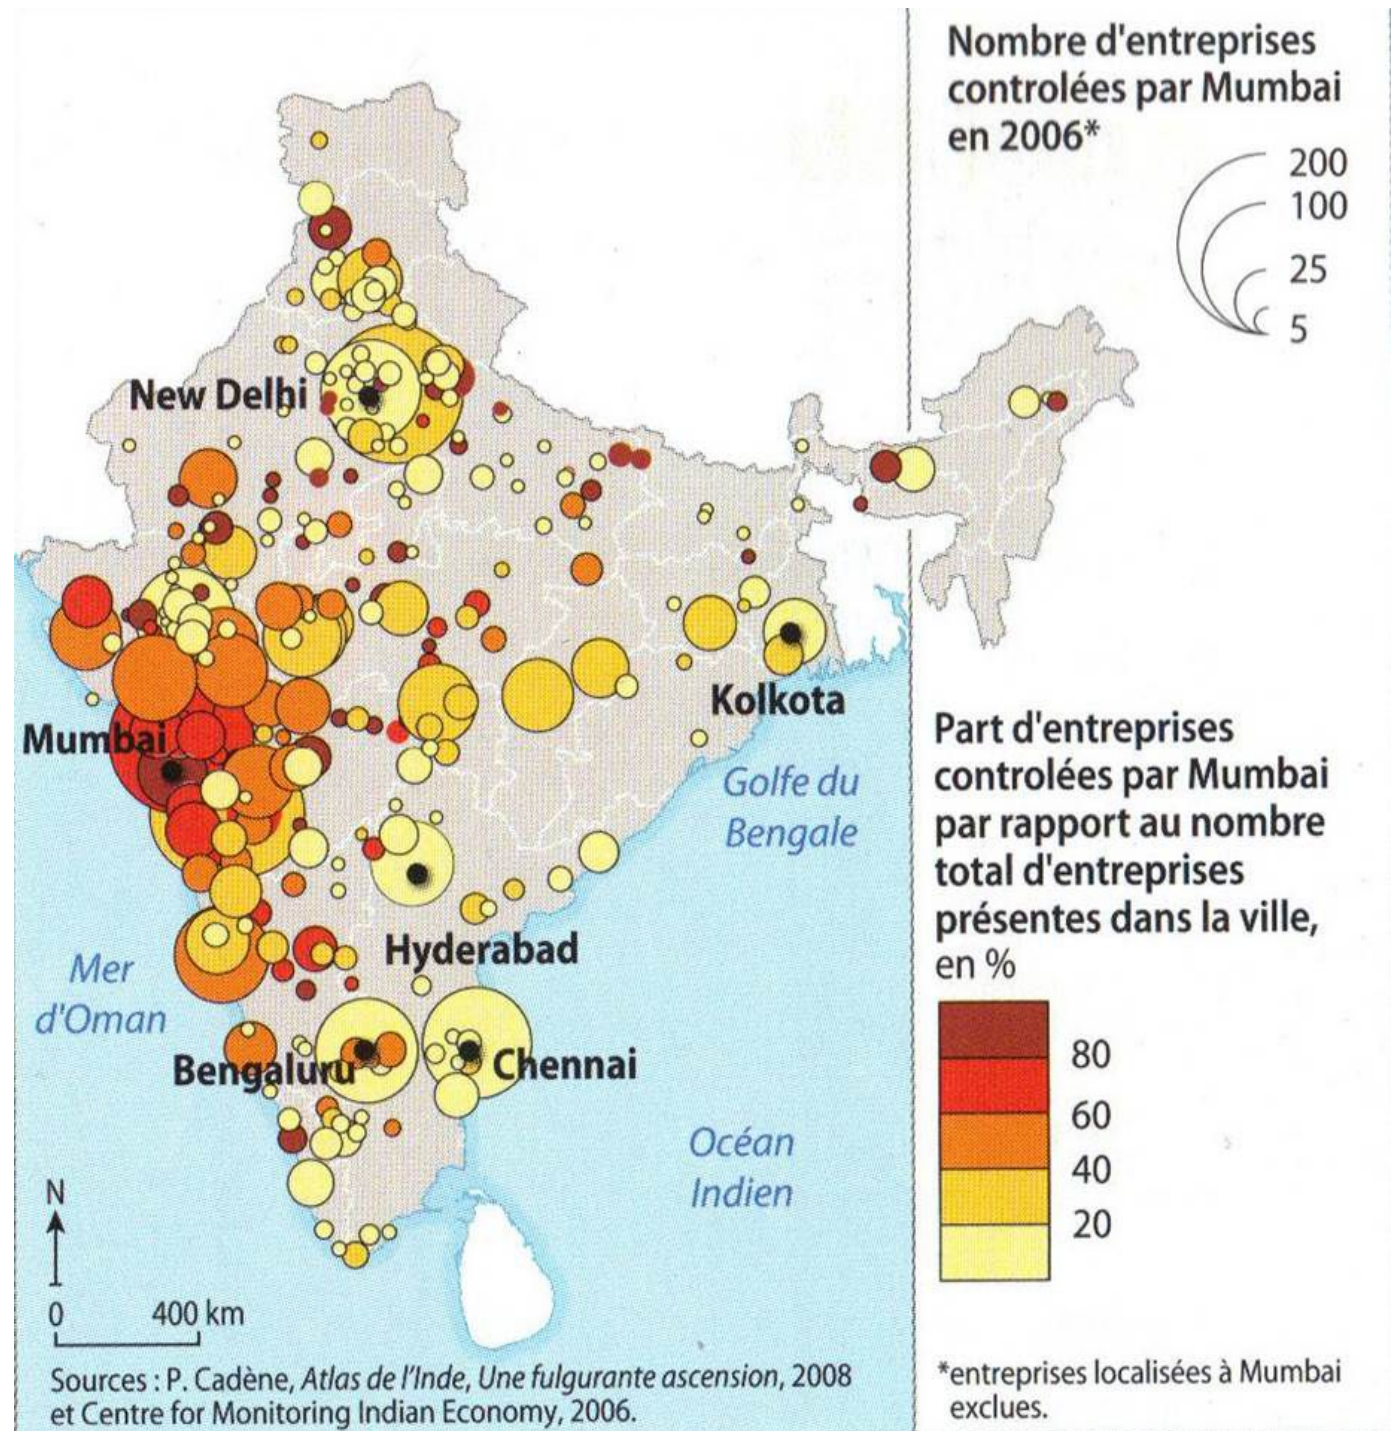 Nombre d'entreprises
controlées par Mumbai
en 2006*
200
100
25
5
New Delhi
Kolkota
Mumbai
Golfe du
Bengale
Hyderabad
Mer
d'Oman
Bengaluru
Chennai
Océan
Indien
N
0 400 km
Sources : P. Cadène, Atlas de l'Inde, Une fulgurante ascension, 2008
et Centre for Monitoring Indian Economy, 2006.
Part d'entreprises
controlées par Mumbai
par rapport au nombre
total d'entreprises
présentes dans la ville,
en %
80
60
40
20
*entreprises localisées à Mumbai
exclues.